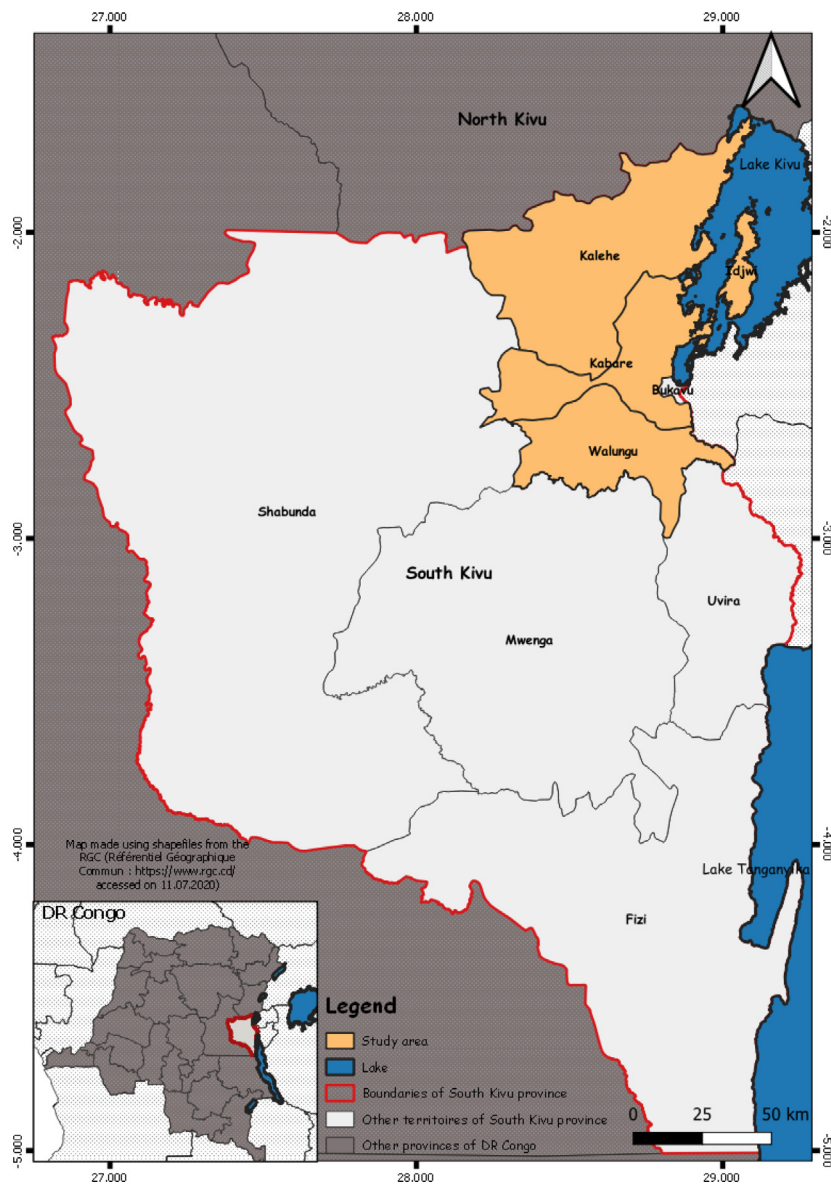 27.000 28.000 29.000
North Kivu
Lake Kivu
-2.000 -2.000
Kalehe
Idjwi
Kabare
Bukavu
Walungu
Shabunda
-3.000 -3.000
South Kivu
Uvira
Mwenga
-4.000 -4.000
Map made using shapefiles from the
RGC (Référentiel Géographique
Commun : https://www.rgc.cd/
accessed on 11.07.2020)
Lake Tanganyika
Fizi
DR Congo
Legend
Study area
Lake
Boundaries of South Kivu province
Other territoires of South Kivu province
Other provinces of DR Congo
0 25 50 km
-5.000 -5.000
27.000 28.000 29.000